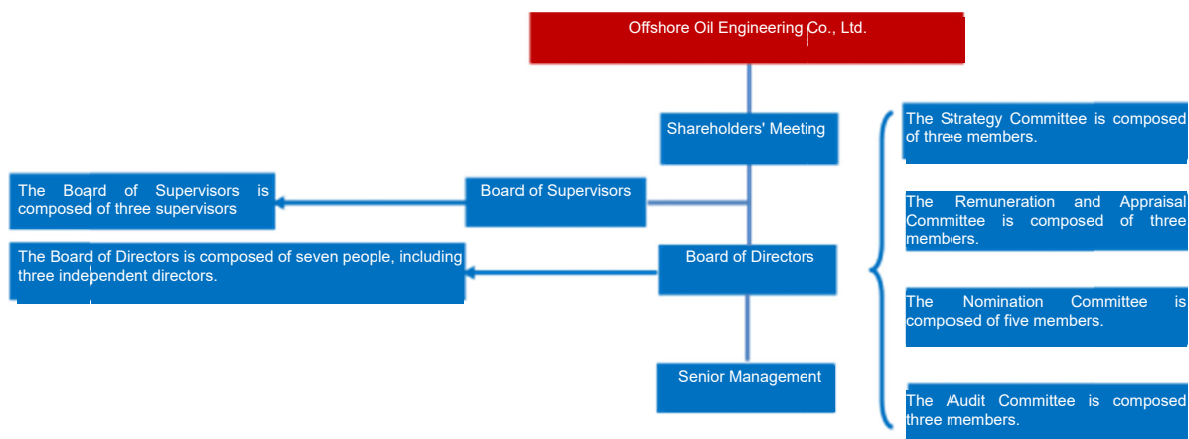 Offshore Oil Engineering Co., Ltd.
Shareholders' Meeting
The Board of Supervisors is
composed of three supervisors
Board of Supervisors
The Board of Directors is composed of seven people, including
three independent directors.
Board of Directors
Senior Management
The Strategy Committee is composed
of three members.
The Remuneration and Appraisal
Committee is composed of three
members.
The Nomination Committee is
composed of five members.
The Audit Committee is composed
three members.